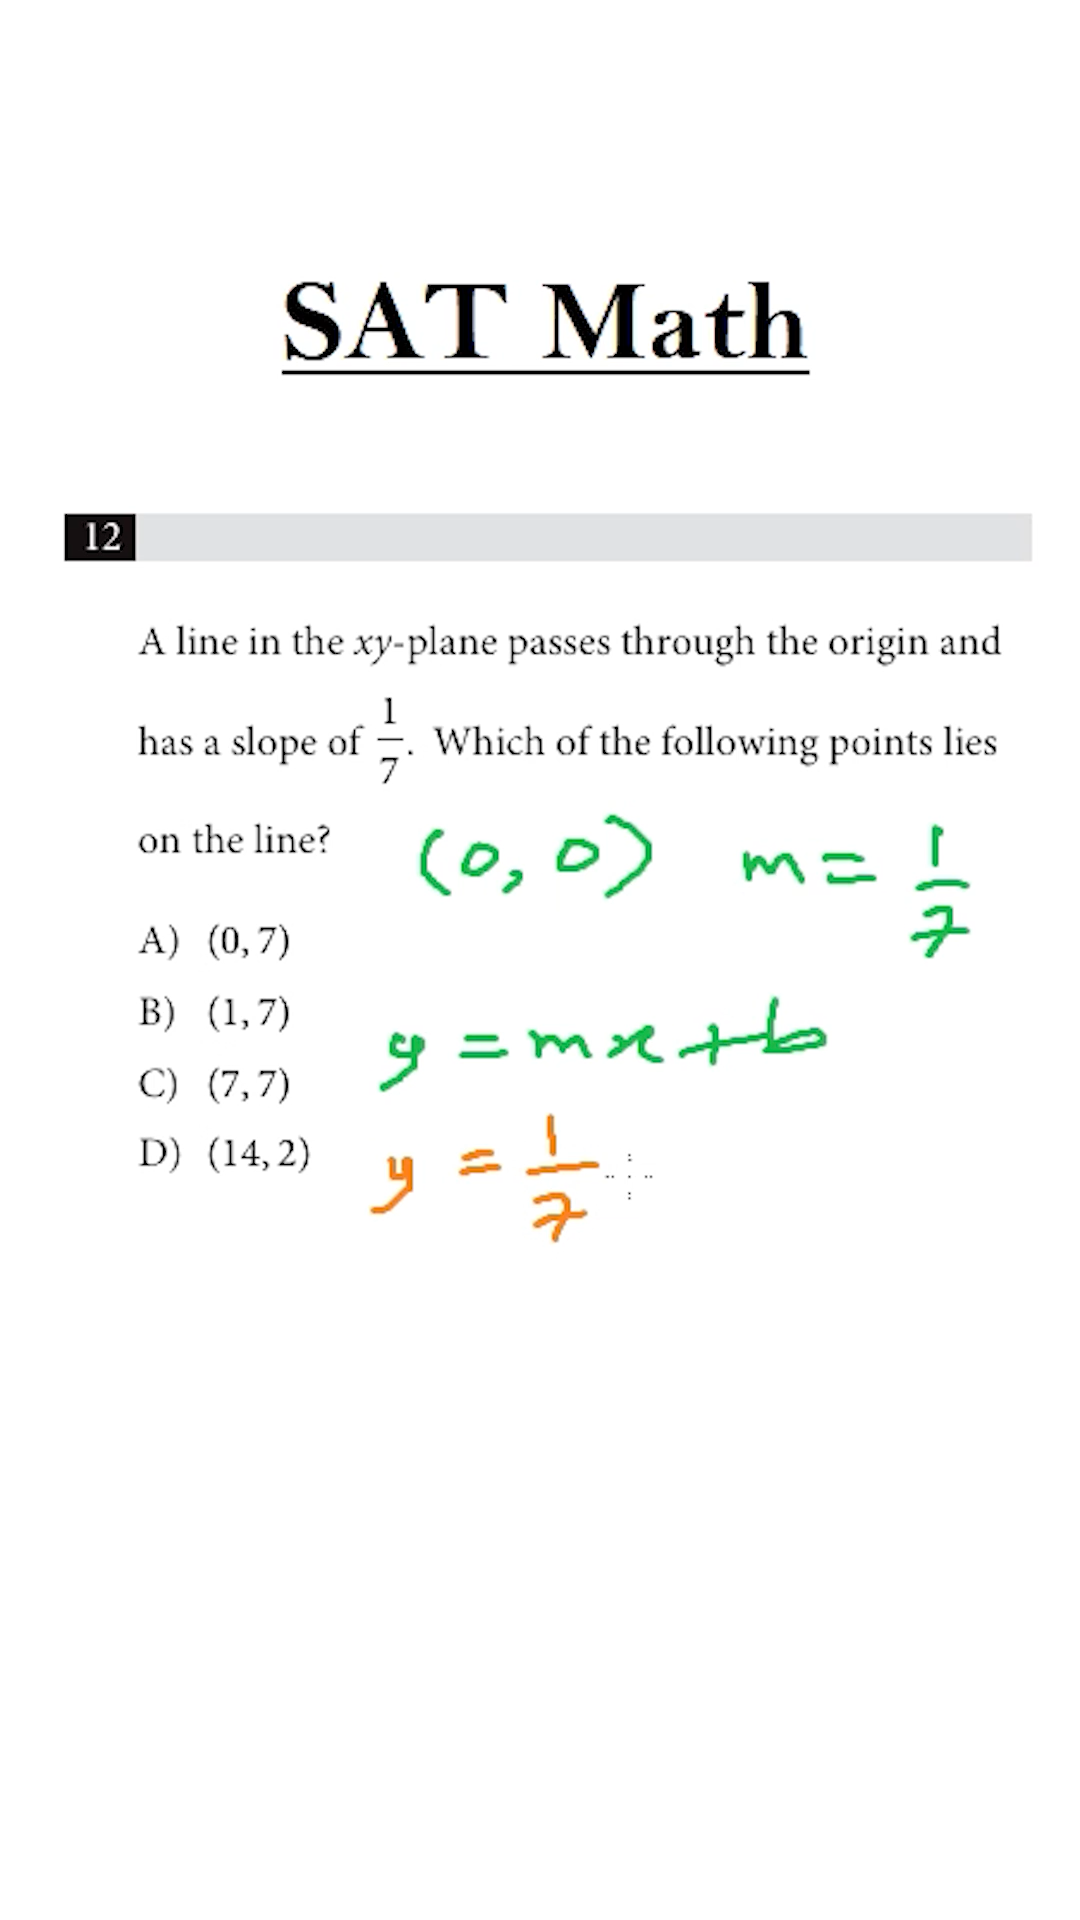 SAT Math
12
A line in the xy-plane passes through the origin and
has a slope of 1/7. Which of the following points lies
on the line?
(0, 0) m = 1/7
A) (0, 7)
B) (1, 7)
y = mx + b
C) (7, 7)
D) (14, 2)
y = 1/7